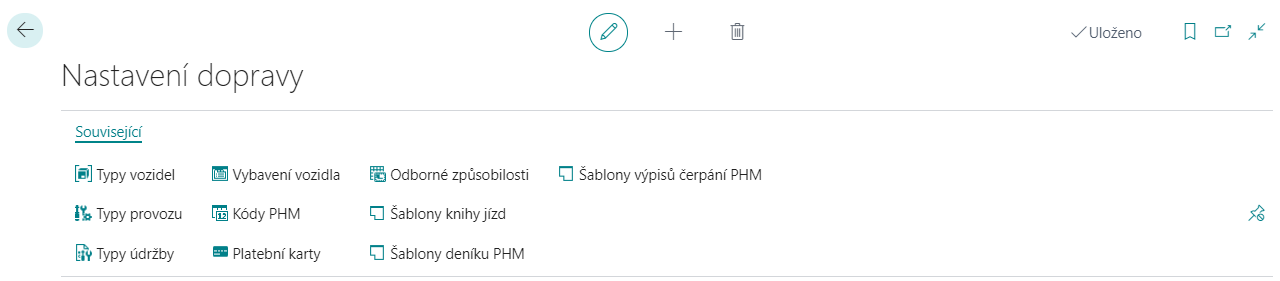 Uloženo
Nastavení dopravy
Související
Typy vozidel Vybavení vozidla Odborné způsobilosti Šablony výpisů čerpání PHM
Typy provozu Kódy PHM Šablony knihy jízd
Typy údržby Platební karty Šablony deníku PHM